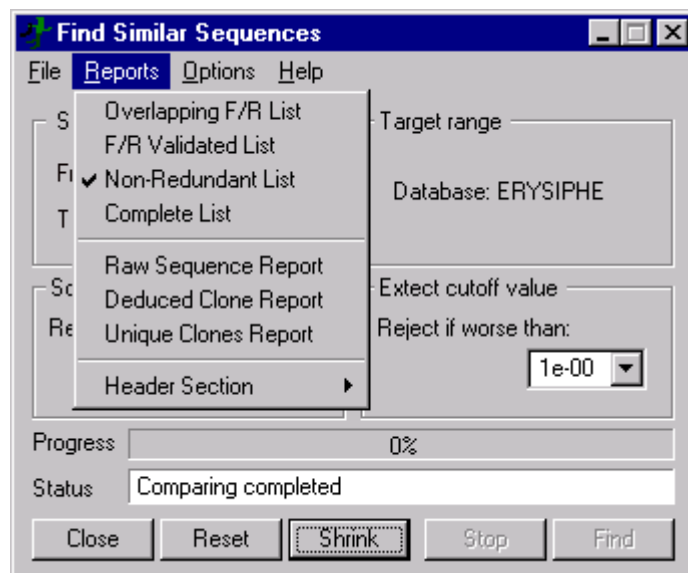 Find Similar Sequences
File Reports Options Help
Overlapping F/R List
F/R Validated List
Non-Redundant List
Complete List
Raw Sequence Report
Deduced Clone Report
Unique Clones Report
Header Section
Target range
Database: ERYSIPHE
Extect cutoff value
Reject if worse than:
1e-00
Progress 0%
Status Comparing completed
Close Reset Shrink Stop Find